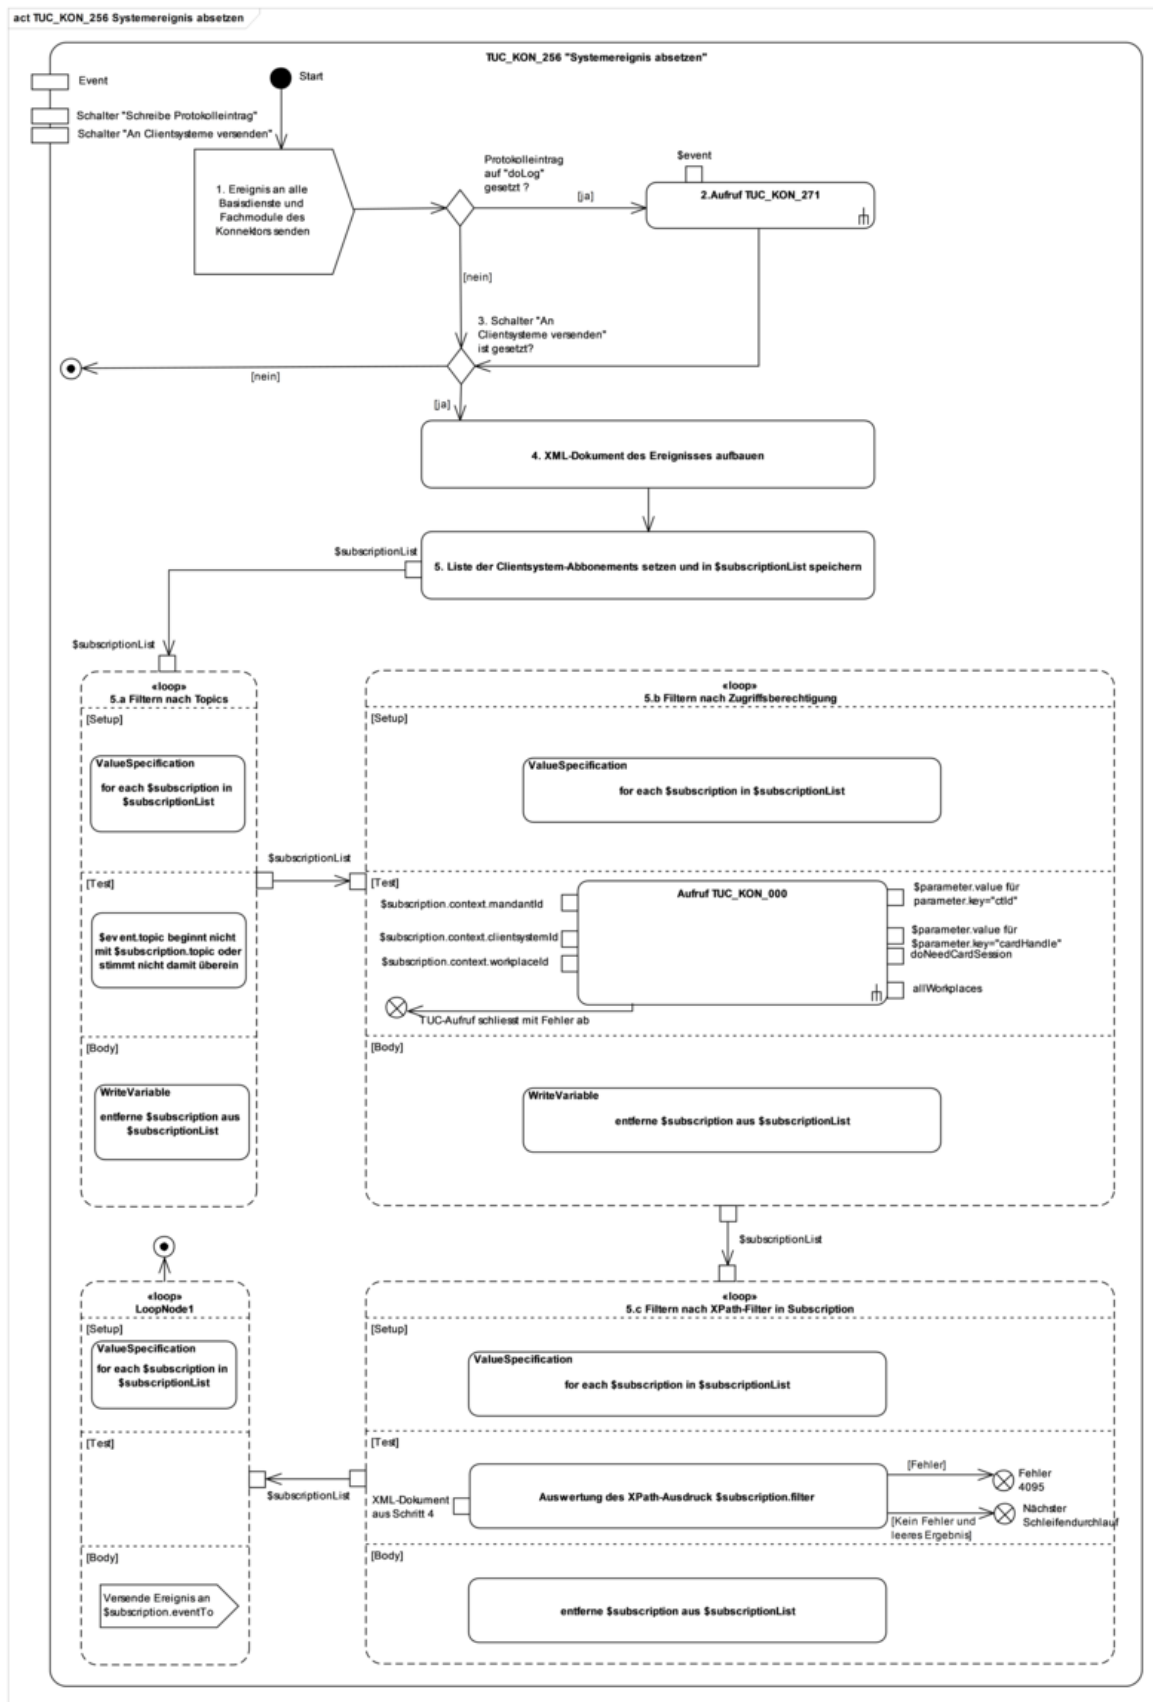 act TUC_KON_256 Systemereignis absetzen
TUC_KON_256 "Systemereignis absetzen"
Event
Start
Schalter "Schreibe Protokolleintrag"
Schalter "An Clientsysteme versenden"
1. Ereignis an alle
Basisdienste und
Fachmodule des
Konnektors senden
Protokolleintrag
auf "doLog"
gesetzt ?
[ja]
$event
2.Aufruf TUC_KON_271
[nein]
3. Schalter "An
Clientsysteme versenden"
ist gesetzt?
[nein]
[ja]
4. XML-Dokument des Ereignisses aufbauen
$subscriptionList
5. Liste der Clientsystem-Abbonements setzen und in $subscriptionList speichern
$subscriptionList
«loop»
5.a Filtern nach Topics
[Setup]
ValueSpecification
for each $subscription in
$subscriptionList
$subscriptionList
[Test]
$event.topic beginnt nicht
mit $subscription.topic oder
stimmt nicht damit überein
[Body]
WriteVariable
entferne $subscription aus
$subscriptionList
«loop»
5.b Filtern nach Zugriffsberechtigung
[Setup]
ValueSpecification
for each $subscription in $subscriptionList
[Test]
Aufruf TUC_KON_000
$subscription.context.mandantId
$subscription.context.clientsystemId
$subscription.context.workplaceId
$parameter.value für
parameter.key="ctId"
$parameter.value für
$parameter.key="cardHandle"
doNeedCardSession
allWorkplaces
TUC-Aufruf schliesst mit Fehler ab
[Body]
WriteVariable
entferne $subscription aus $subscriptionList
$subscriptionList
«loop»
LoopNode1
[Setup]
ValueSpecification
for each $subscription in
$subscriptionList
[Test]
$subscriptionList
[Body]
Versende Ereignis an
$subscription.eventTo
«loop»
5.c Filtern nach XPath-Filter in Subscription
[Setup]
ValueSpecification
for each $subscription in $subscriptionList
[Test]
XML-Dokument
aus Schritt 4
Auswertung des XPath-Ausdruck $subscription.filter
[Fehler]
Fehler
4095
[Kein Fehler und
leeres Ergebnis]
Nächster
Schleifendurchlauf
[Body]
entferne $subscription aus $subscriptionList